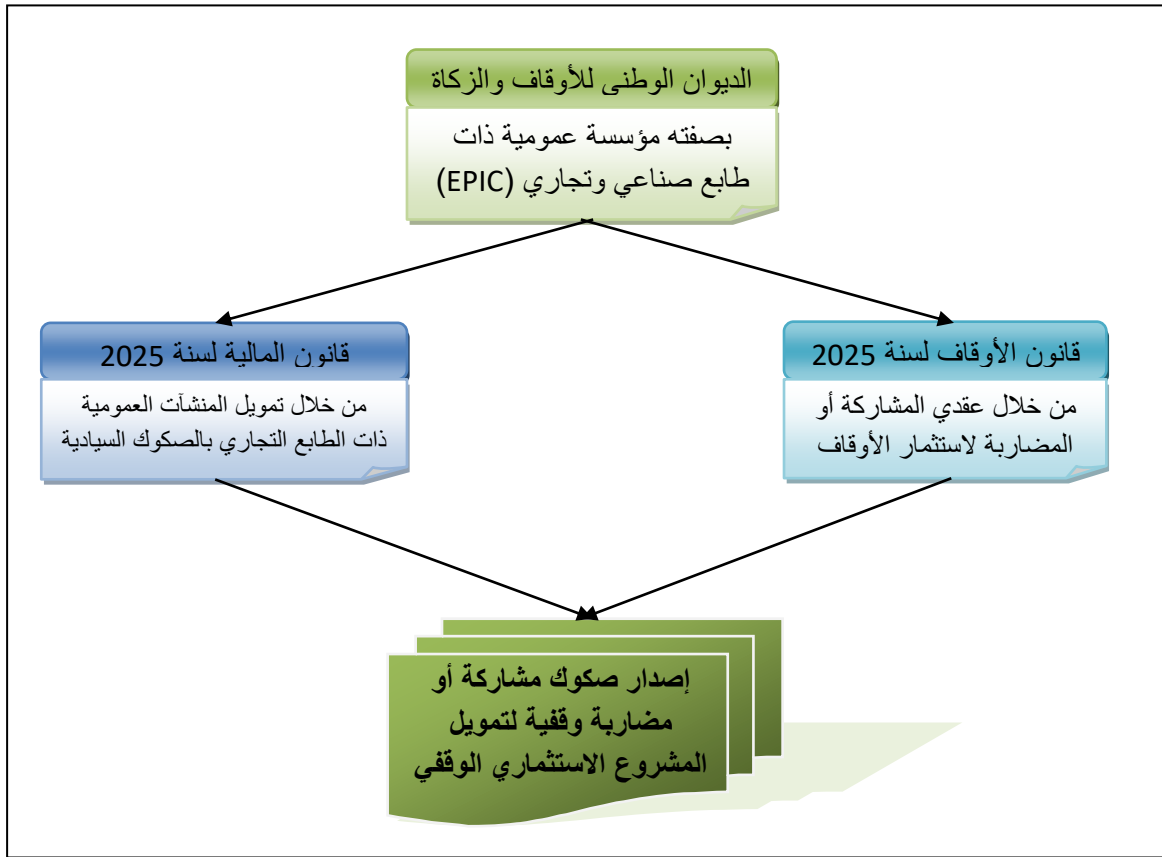 الديوان الوطني للأوقاف والزكاة
بصفته مؤسسة عمومية ذات
طابع صناعي وتجاري (EPIC)
قانون الأوقاف لسنة 2025
من خلال عقدي المشاركة أو
المضاربة لاستثمار الأوقاف
قانون المالية لسنة 2025
من خلال تمويل المنشآت العمومية
ذات الطابع التجاري بالصكوك السيادية
إصدار صكوك مشاركة أو
مضاربة وقفية لتمويل
المشروع الاستثماري الوقفي